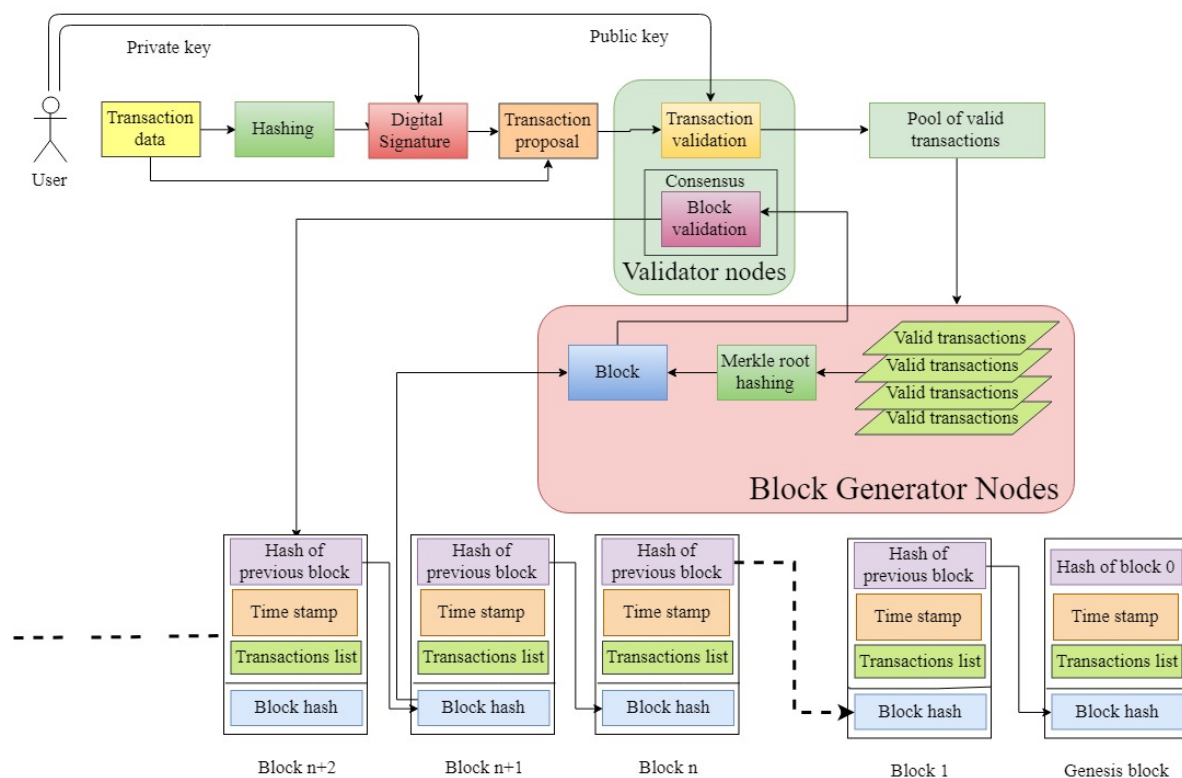 Private key
Public key
User
Transaction
data
Hashing
Digital
Signature
Transaction
proposal
Transaction
validation
Pool of valid
transactions
Consensus
Block
validation
Validator nodes
Block
Merkle root
hashing
Valid transactions
Valid transactions
Valid transactions
Valid transactions
Block Generator Nodes
Hash of
previous block
Time stamp
Transactions list
Block hash
Block n+2
Hash of
previous block
Time stamp
Transactions list
Block hash
Block n+1
Hash of
previous block
Time stamp
Transactions list
Block hash
Block n
Hash of
previous block
Time stamp
Transactions list
Block hash
Block 1
Hash of block 0
Time stamp
Transactions list
Block hash
Genesis block